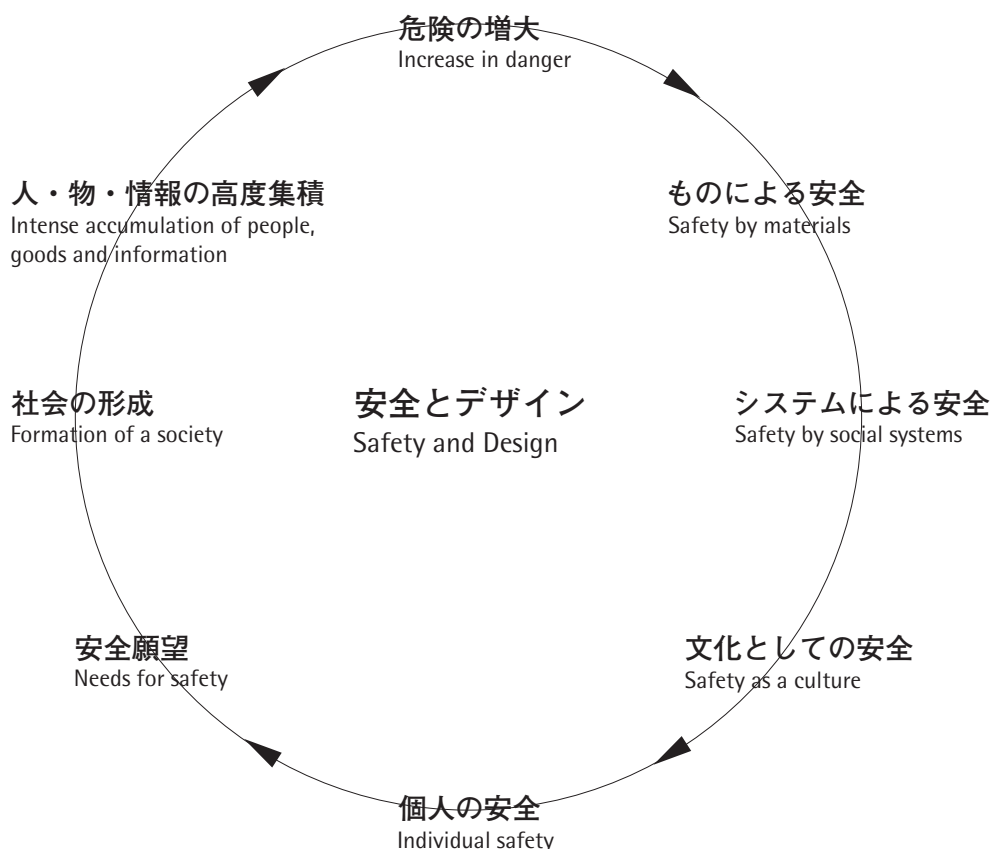 危険の増大
Increase in danger
人・物・情報の高度集積
Intense accumulation of people,
goods and information
ものによる安全
Safety by materials
社会の形成
Formation of a society
安全とデザイン
Safety and Design
システムによる安全
Safety by social systems
安全願望
Needs for safety
文化としての安全
Safety as a culture
個人の安全
Individual safety